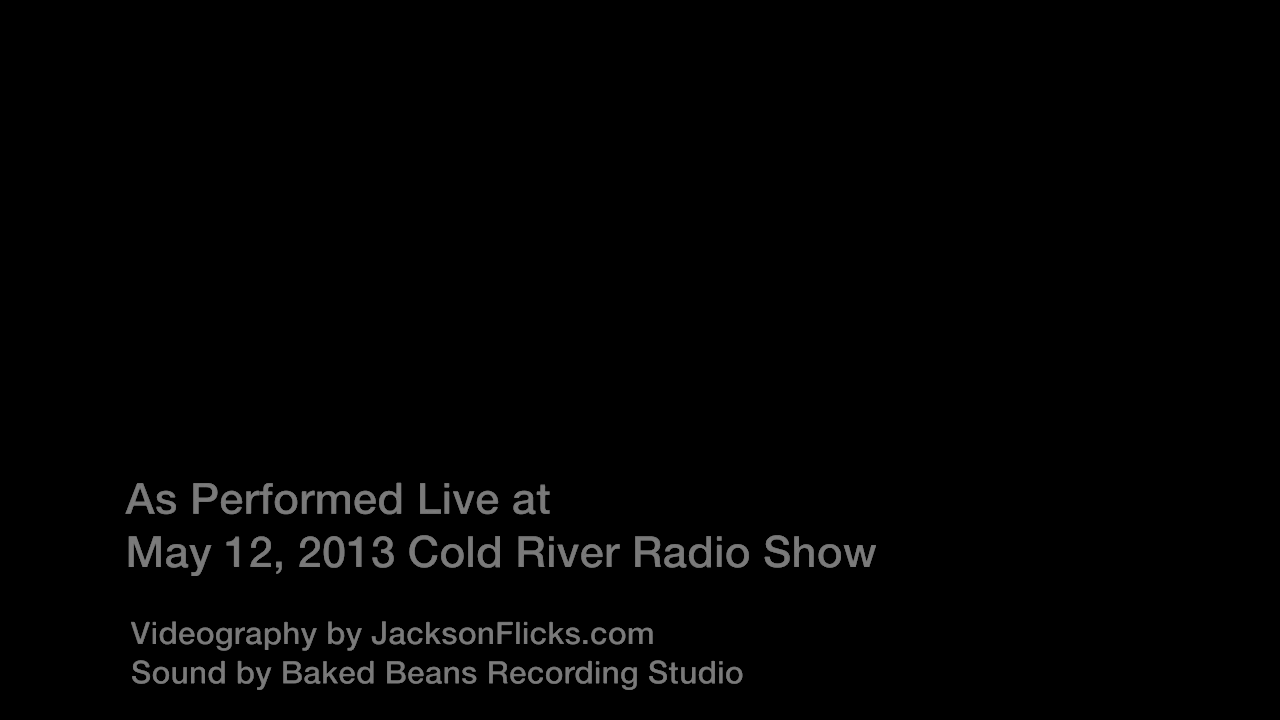 As Performed Live at
May 12, 2013 Cold River Radio Show
Videography by JacksonFlicks.com
Sound by Baked Beans Recording Studio